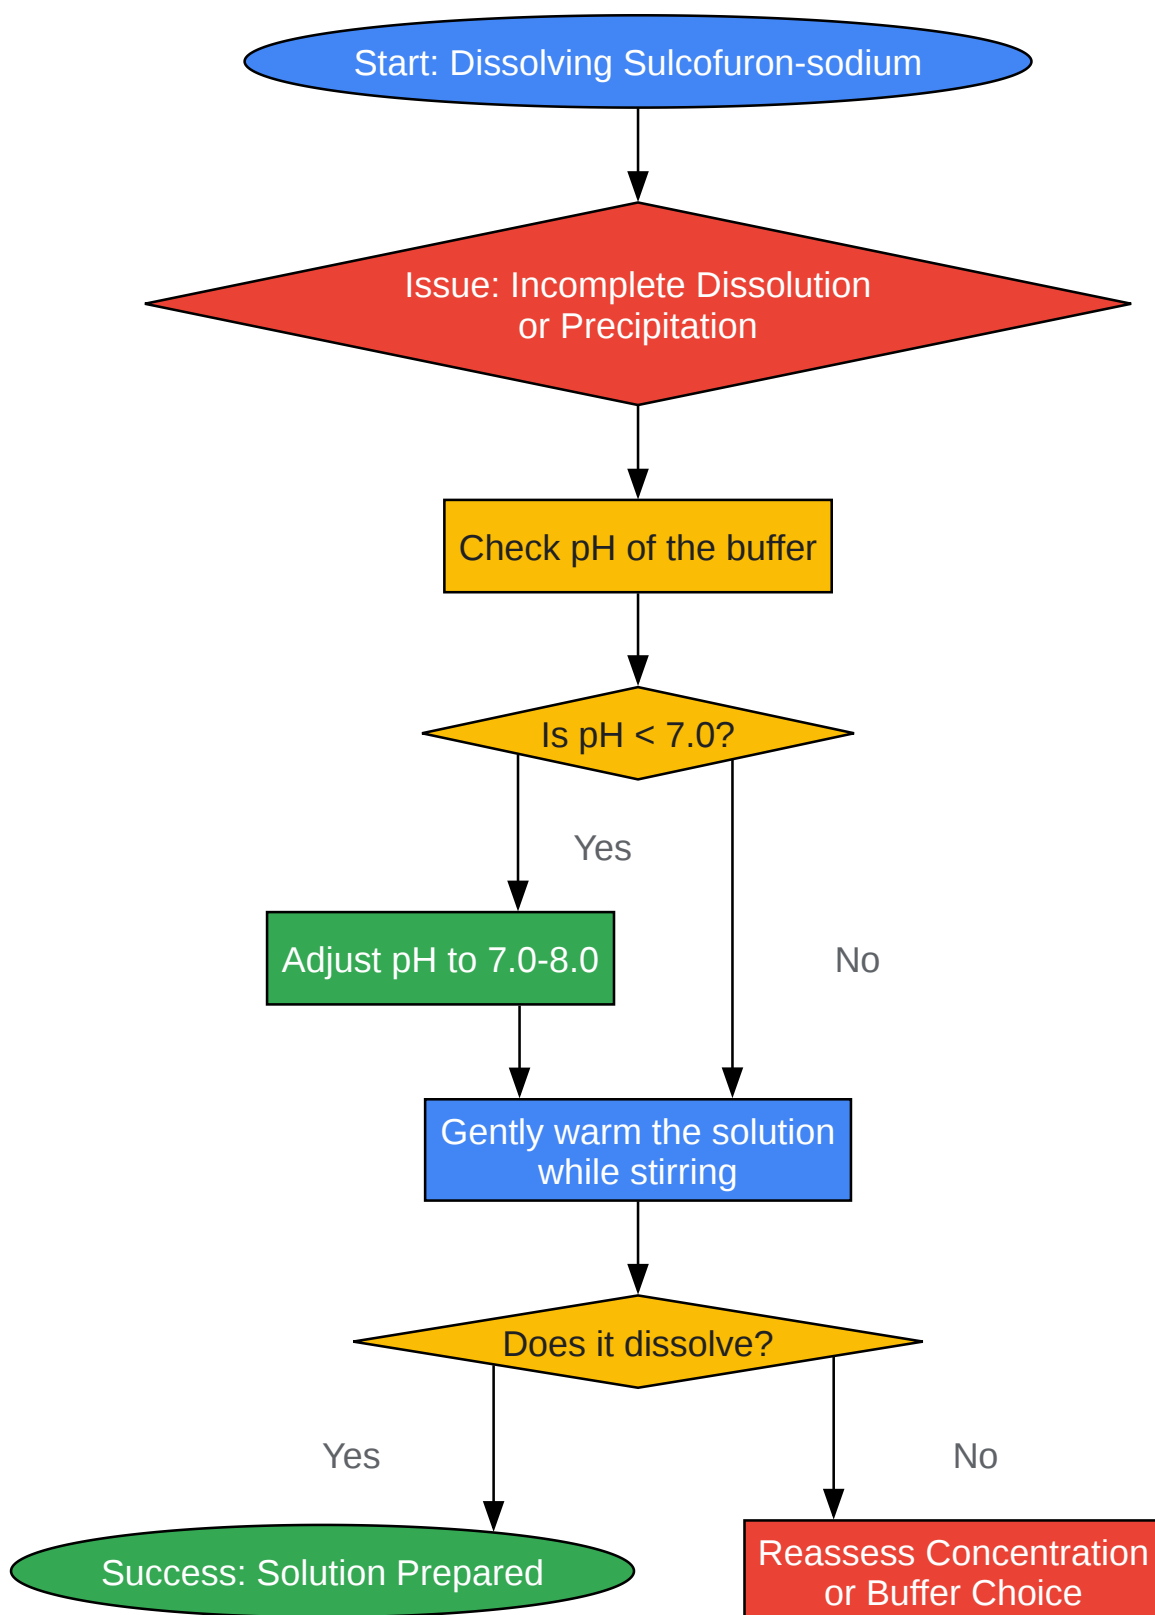 Start: Dissolving Sulcofuron-sodium
Issue: Incomplete Dissolution
or Precipitation
Check pH of the buffer
Is pH < 7.0?
Yes
Adjust pH to 7.0-8.0
No
Gently warm the solution
while stirring
Does it dissolve?
Yes
No
Success: Solution Prepared
Reassess Concentration
or Buffer Choice